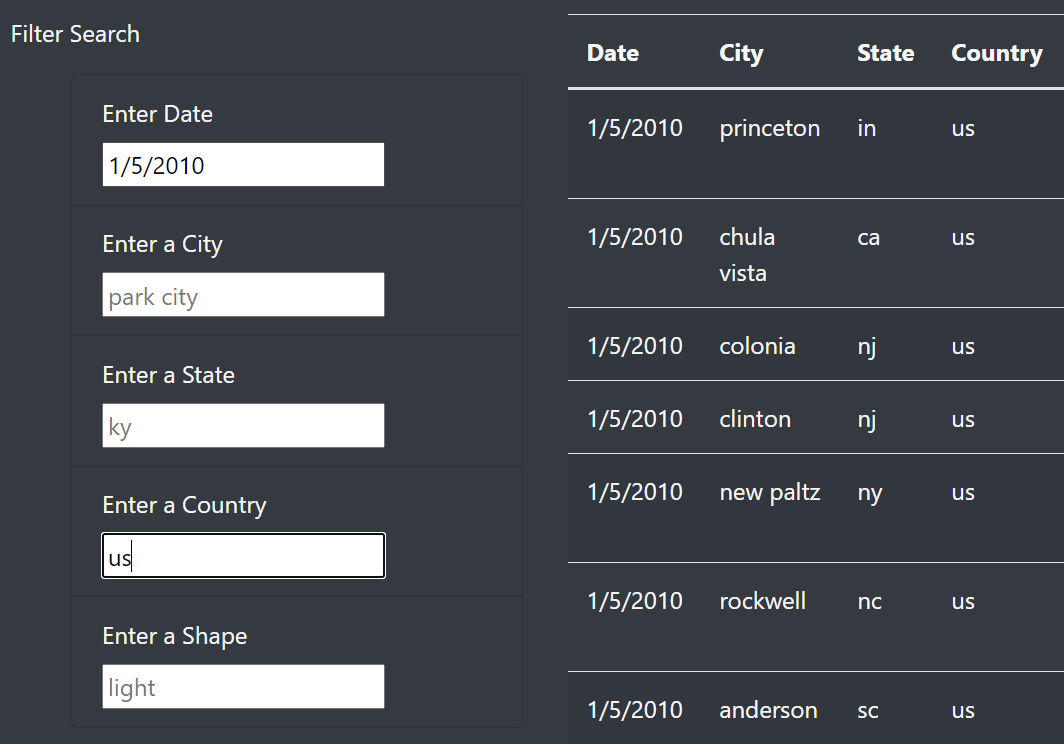 Filter Search
Enter Date
1/5/2010
Enter a City
park city
Enter a State
ky
Enter a Country
us
Enter a Shape
light
Date City State Country
1/5/2010 princeton in us
1/5/2010 chula ca us
vista
1/5/2010 colonia nj us
1/5/2010 clinton nj us
1/5/2010 new paltz ny us
1/5/2010 rockwell nc us
1/5/2010 anderson sc us